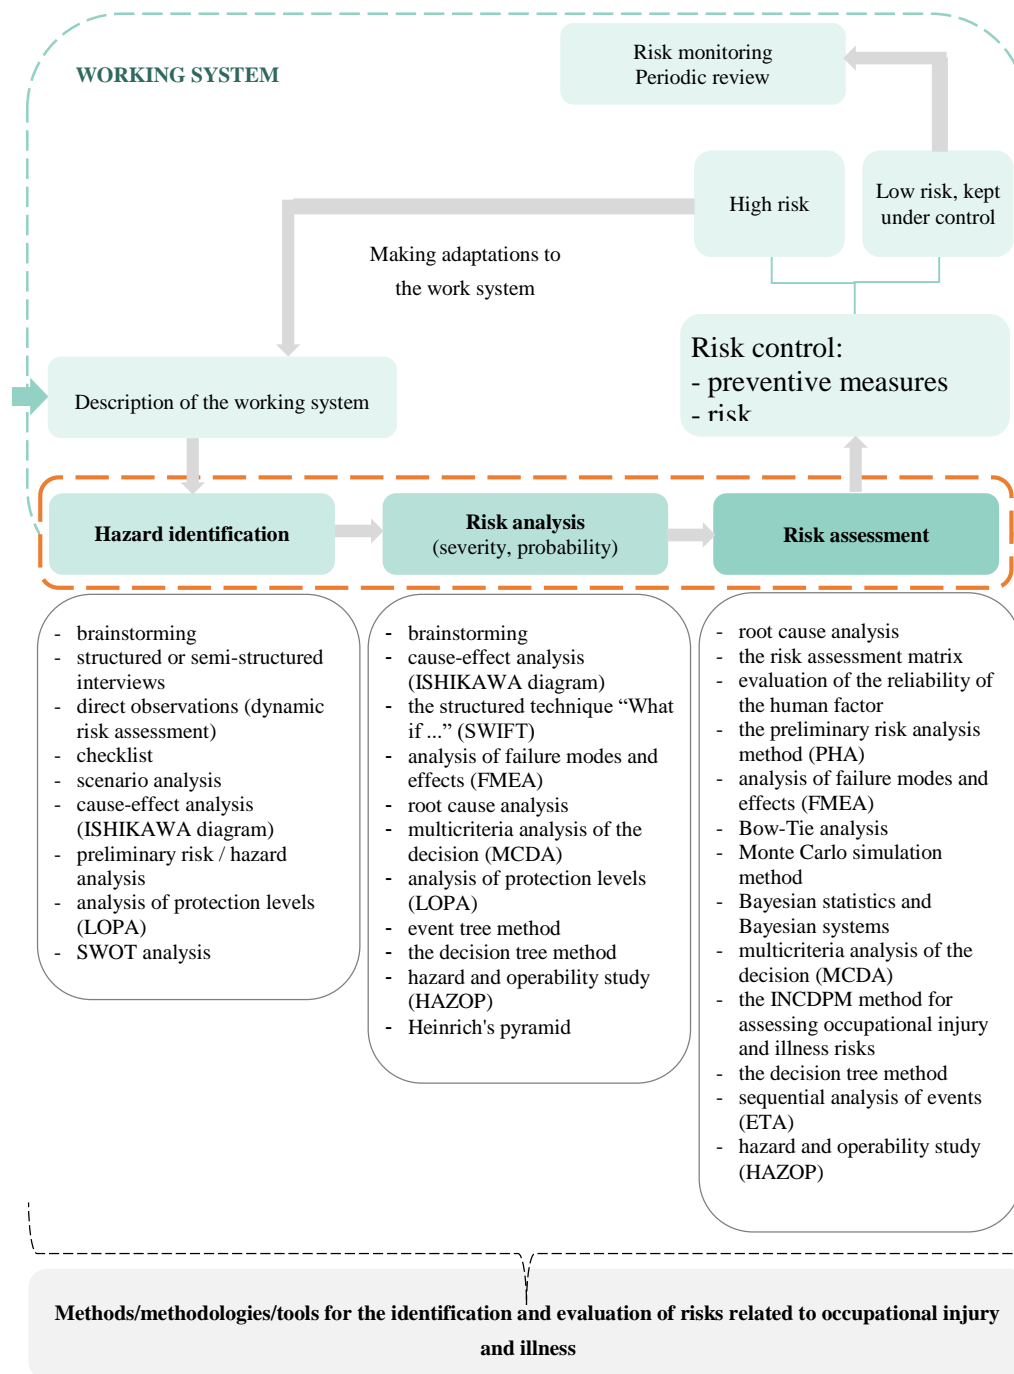 WORKING SYSTEM
Risk monitoring
Periodic review
High risk
Low risk, kept
under control
Making adaptations to
the work system
Risk control:
- preventive measures
- risk
Description of the working system
Hazard identification
Risk analysis
(severity, probability)
Risk assessment
- brainstorming
- structured or semi-structured
interviews
- direct observations (dynamic
risk assessment)
- checklist
- scenario analysis
- cause-effect analysis
(ISHIKAWA diagram)
- preliminary risk / hazard
analysis
- analysis of protection levels
(LOPA)
- SWOT analysis
- brainstorming
- cause-effect analysis
(ISHIKAWA diagram)
- the structured technique “What
if ...” (SWIFT)
- analysis of failure modes and
effects (FMEA)
- root cause analysis
- multicriteria analysis of the
decision (MCDA)
- analysis of protection levels
(LOPA)
- event tree method
- the decision tree method
- hazard and operability study
(HAZOP)
- Heinrich's pyramid
- root cause analysis
- the risk assessment matrix
- evaluation of the reliability of
the human factor
- the preliminary risk analysis
method (PHA)
- analysis of failure modes and
effects (FMEA)
- Bow-Tie analysis
- Monte Carlo simulation
method
- Bayesian statistics and
Bayesian systems
- multicriteria analysis of the
decision (MCDA)
- the INCDPM method for
assessing occupational injury
and illness risks
- the decision tree method
- sequential analysis of events
(ETA)
- hazard and operability study
(HAZOP)
Methods/methodologies/tools for the identification and evaluation of risks related to occupational injury
and illness